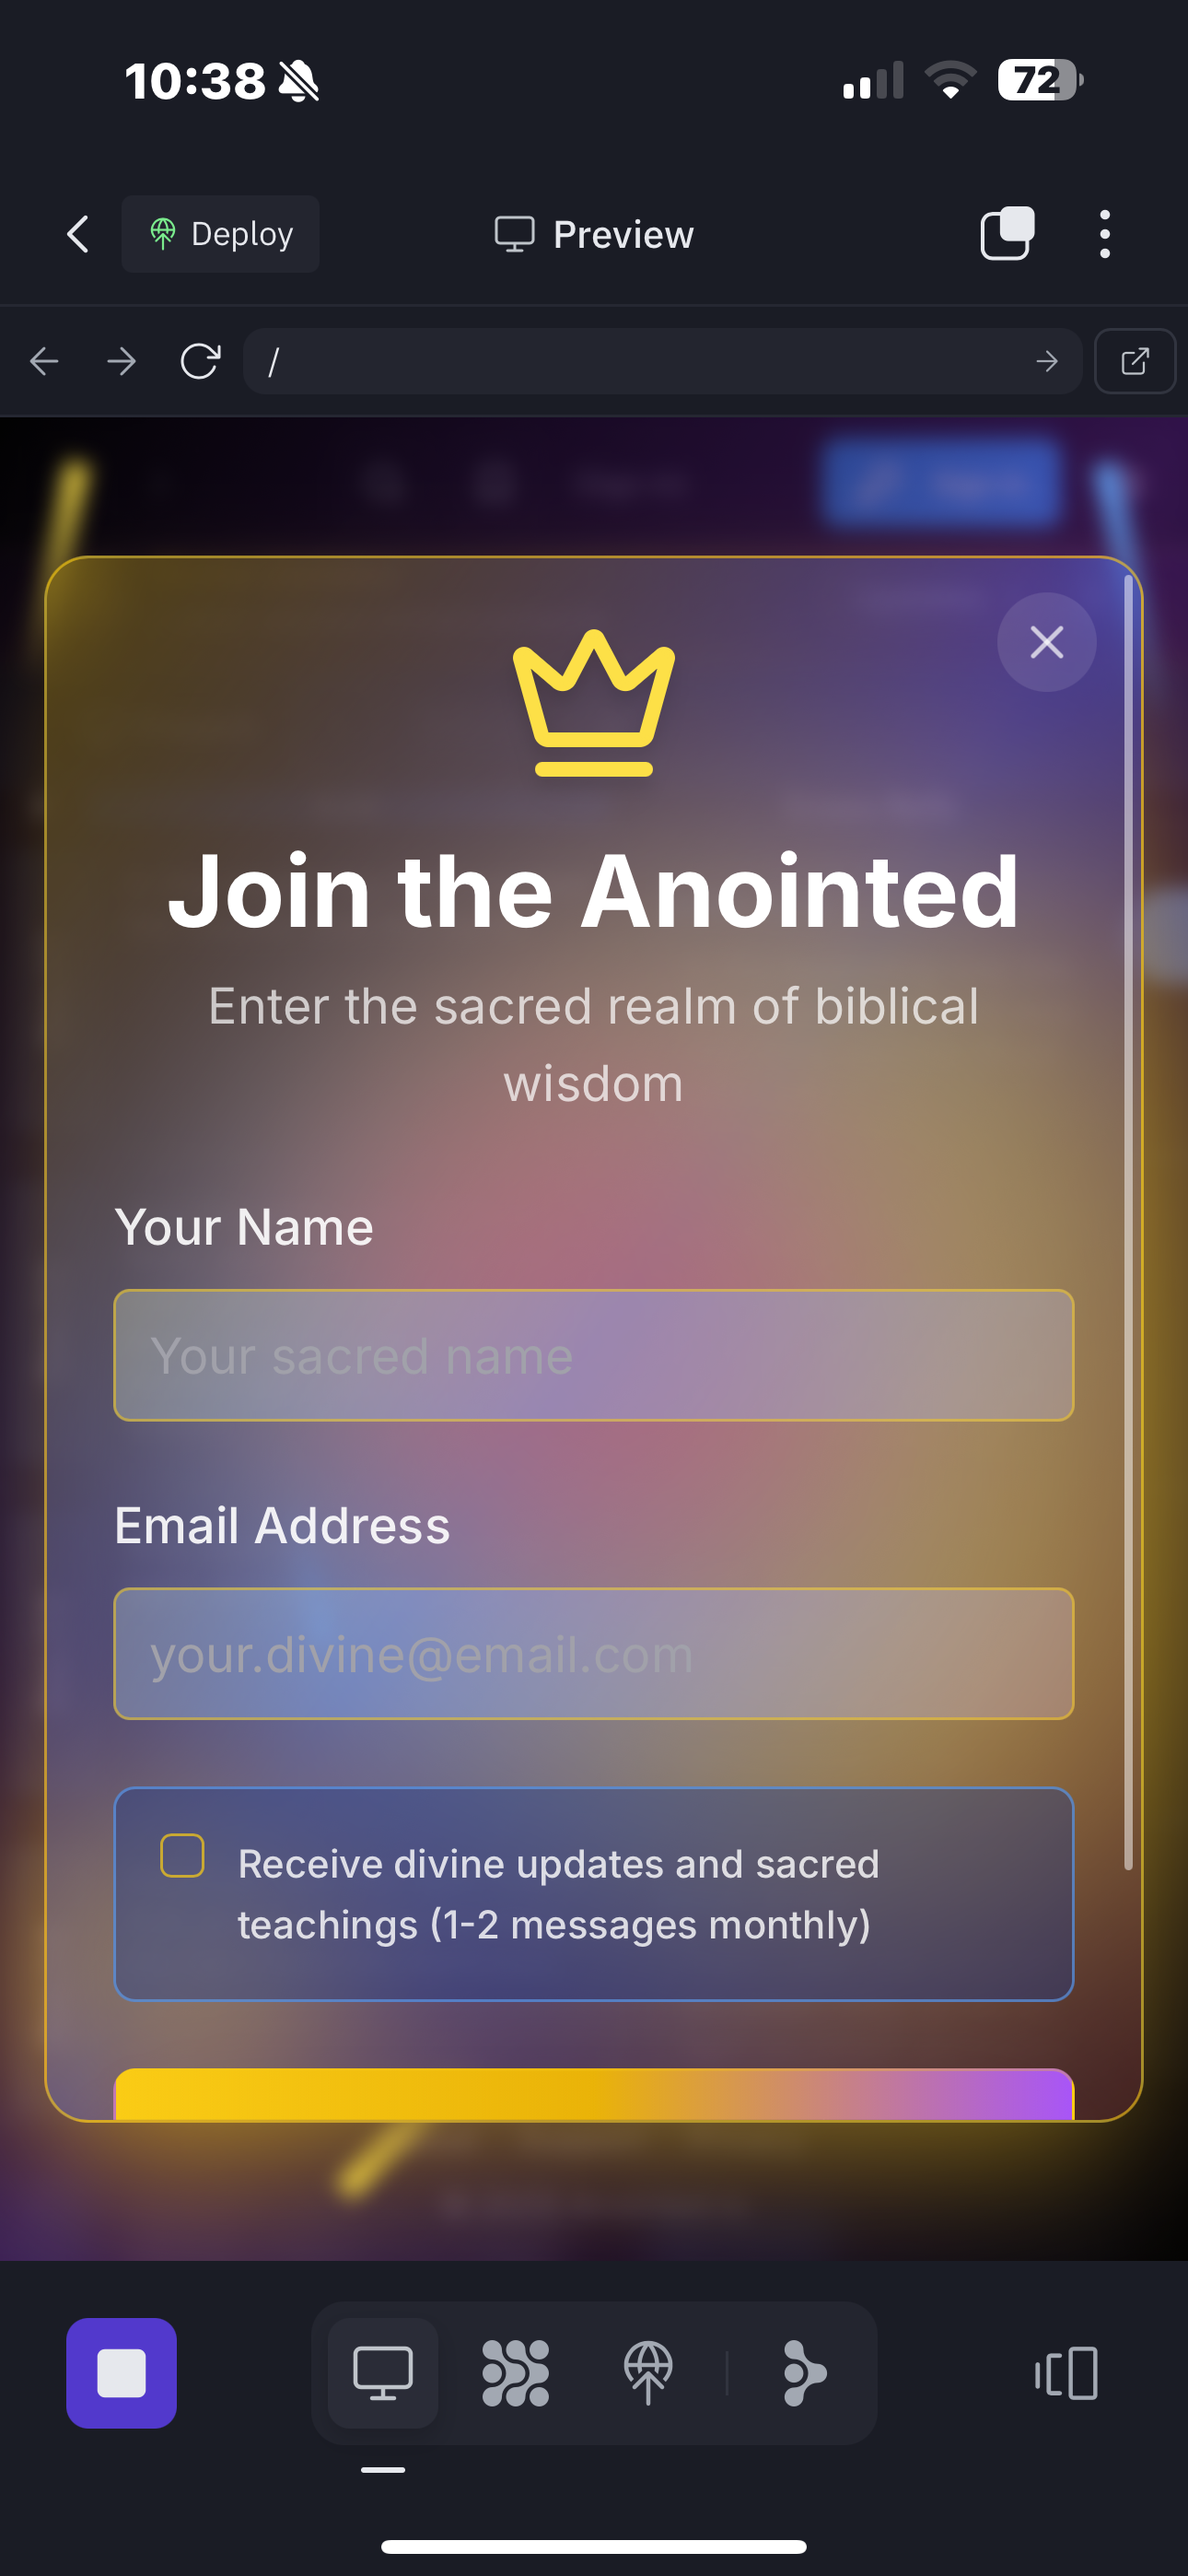 10:38
72
Deploy
Preview
/
Join the Anointed
Enter the sacred realm of biblical
wisdom
Your Name
Your sacred name
Email Address
your.divine@email.com
Receive divine updates and sacred
teachings (1-2 messages monthly)